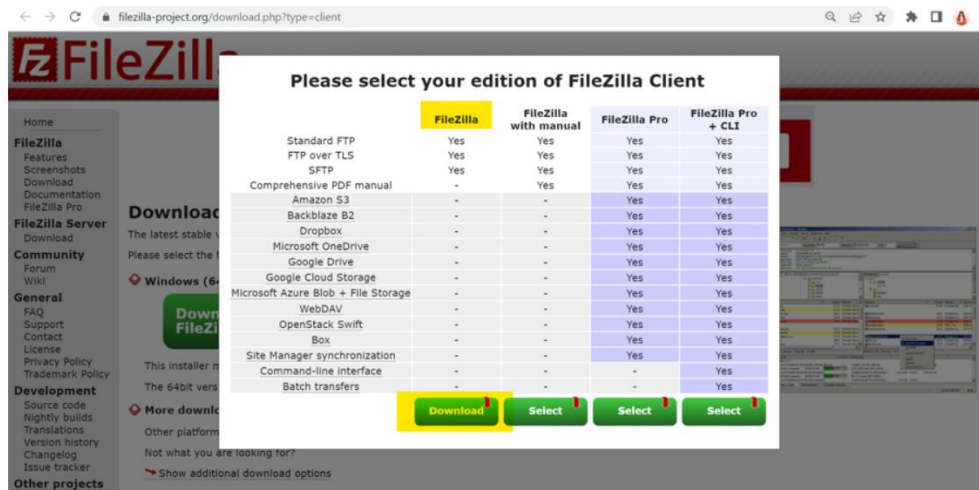 filezilla-project.org/download.php?type=client
FileZill
Please select your edition of FileZilla Client
FileZilla
FileZilla with manual
FileZilla Pro
FileZilla Pro + CLI
Standard FTP Yes Yes Yes Yes
FTP over TLS Yes Yes Yes Yes
SFTP Yes Yes Yes Yes
Comprehensive PDF manual - Yes Yes Yes
Amazon S3 - - Yes Yes
Backblaze B2 - - Yes Yes
Dropbox - - Yes Yes
Microsoft OneDrive - - Yes Yes
Google Drive - - Yes Yes
Google Cloud Storage - - Yes Yes
Microsoft Azure Blob + File Storage - - Yes Yes
WebDAV - - Yes Yes
OpenStack Swift - - Yes Yes
Box - - Yes Yes
Site Manager synchronization - - Yes Yes
Command-line interface - - - Yes
Batch transfers - - - Yes
Download Select Select Select
Home
FileZilla
Features
Screenshots
Download
Documentation
FileZilla Pro
FileZilla Server
Download
Community
Forum
Wiki
General
FAQ
Support
Contact
License
Privacy Policy
Trademark Policy
Development
Source code
Nightly builds
Translations
Version history
Changelog
Issue tracker
Other projects
Download
The latest stable v
Please select the f
Windows (6
Down
FileZi
This installer m
The 64bit vers
More downlo
Other platform
Not what you are looking for?
Show additional download options